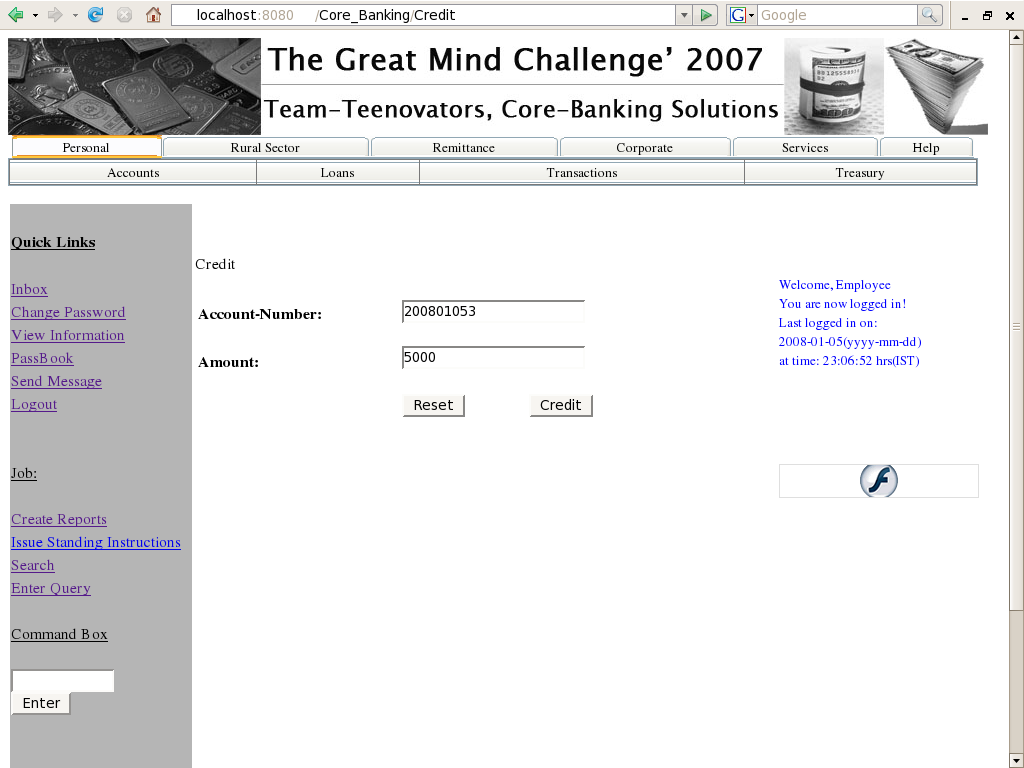 localhost:8080 /Core_Banking/Credit
G Google
The Great Mind Challenge' 2007
Team-Teenovators, Core-Banking Solutions
Personal Rural Sector Remittance Corporate Services Help
Accounts Loans Transactions Treasury
Quick Links
Inbox
Change Password
View Information
PassBook
Send Message
Logout
Job:
Create Reports
Issue Standing Instructions
Search
Enter Query
Command Box
Enter
Credit
Account-Number: 200801053
Amount: 5000
Reset Credit
Welcome, Employee
You are now logged in!
Last logged in on:
2008-01-05(yyyy-mm-dd)
at time: 23:06:52 hrs(IST)